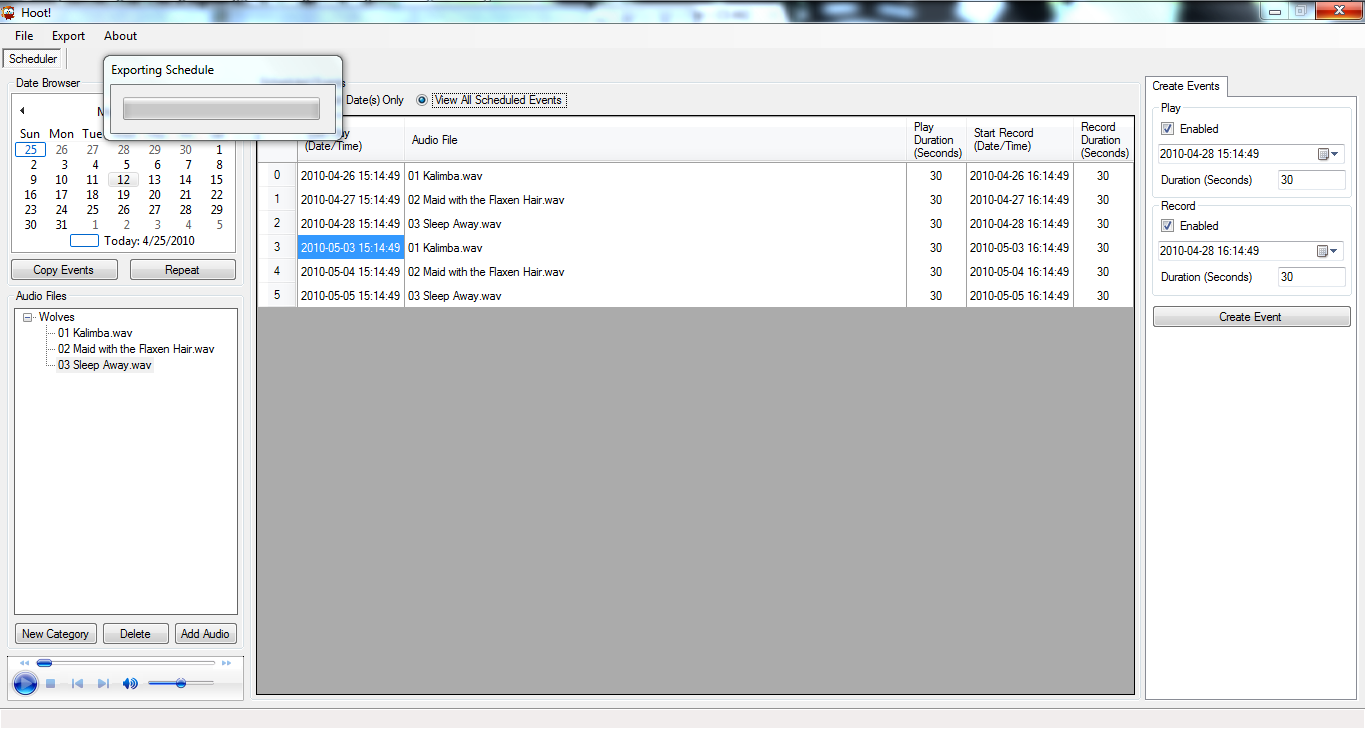 Hoot!
File Export About
Scheduler
Exporting Schedule
Date Browser
Sun Mon Tue
25 26 27 28 29 30 1
2 3 4 5 6 7 8
9 10 11 12 13 14 15
16 17 18 19 20 21 22
23 24 25 26 27 28 29
30 31 1 2 3 4 5
Today: 4/25/2010
Copy Events Repeat
Audio Files
Wolves
01 Kalimba.wav
02 Maid with the Flaxen Hair.wav
03 Sleep Away.wav
New Category Delete Add Audio
Date(s) Only View All Scheduled Events
(Date/Time) Audio File Play Duration (Seconds) Start Record (Date/Time) Record Duration (Seconds)
0 2010-04-26 15:14:49 01 Kalimba.wav 30 2010-04-26 16:14:49 30
1 2010-04-27 15:14:49 02 Maid with the Flaxen Hair.wav 30 2010-04-27 16:14:49 30
2 2010-04-28 15:14:49 03 Sleep Away.wav 30 2010-04-28 16:14:49 30
3 2010-05-03 15:14:49 01 Kalimba.wav 30 2010-05-03 16:14:49 30
4 2010-05-04 15:14:49 02 Maid with the Flaxen Hair.wav 30 2010-05-04 16:14:49 30
5 2010-05-05 15:14:49 03 Sleep Away.wav 30 2010-05-05 16:14:49 30
Create Events
Play
Enabled
2010-04-28 15:14:49
Duration (Seconds) 30
Record
Enabled
2010-04-28 16:14:49
Duration (Seconds) 30
Create Event